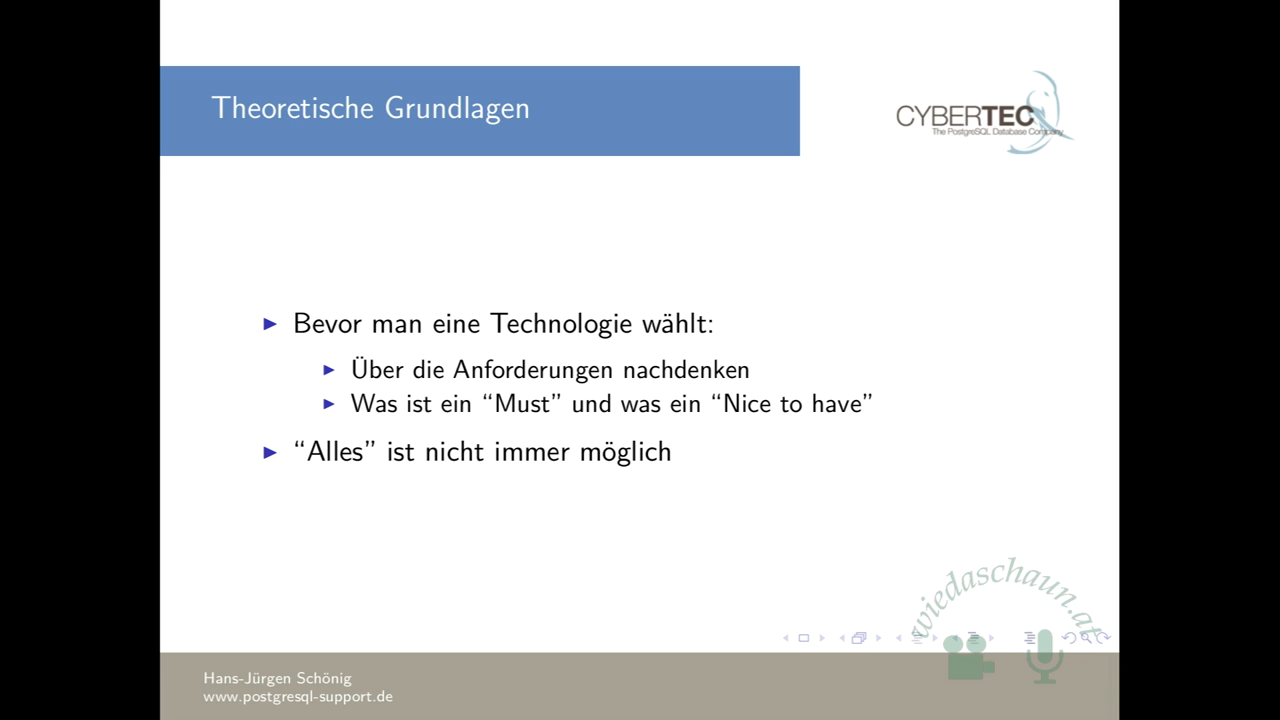 Theoretische Grundlagen
CYBERTEC
The PostgreSQL Database Company
Bevor man eine Technologie wählt:
Über die Anforderungen nachdenken
Was ist ein “Must” und was ein “Nice to have”
“Alles” ist nicht immer möglich
wiedaschaun.at
Hans-Jürgen Schönig
www.postgresql-support.de